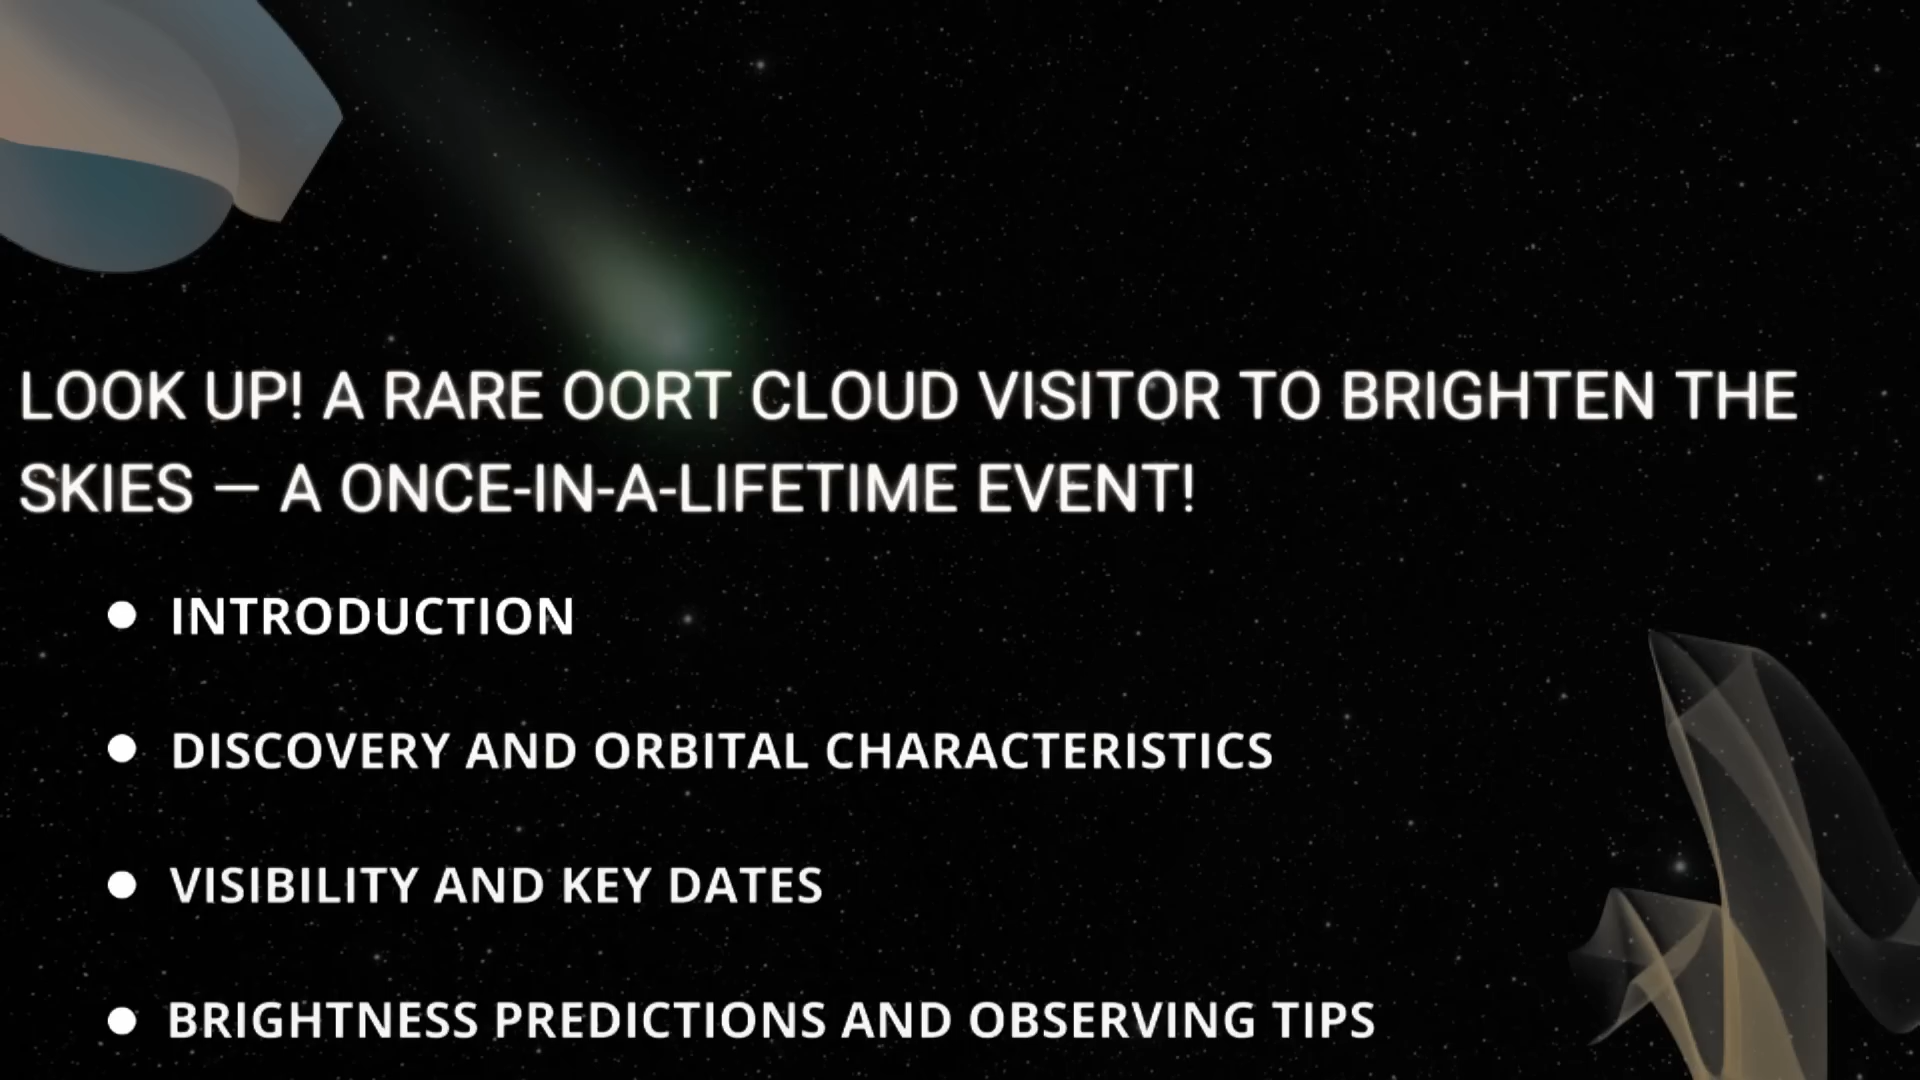 LOOK UP! A RARE OORT CLOUD VISITOR TO BRIGHTEN THE
SKIES — A ONCE-IN-A-LIFETIME EVENT!
● INTRODUCTION
● DISCOVERY AND ORBITAL CHARACTERISTICS
● VISIBILITY AND KEY DATES
● BRIGHTNESS PREDICTIONS AND OBSERVING TIPS